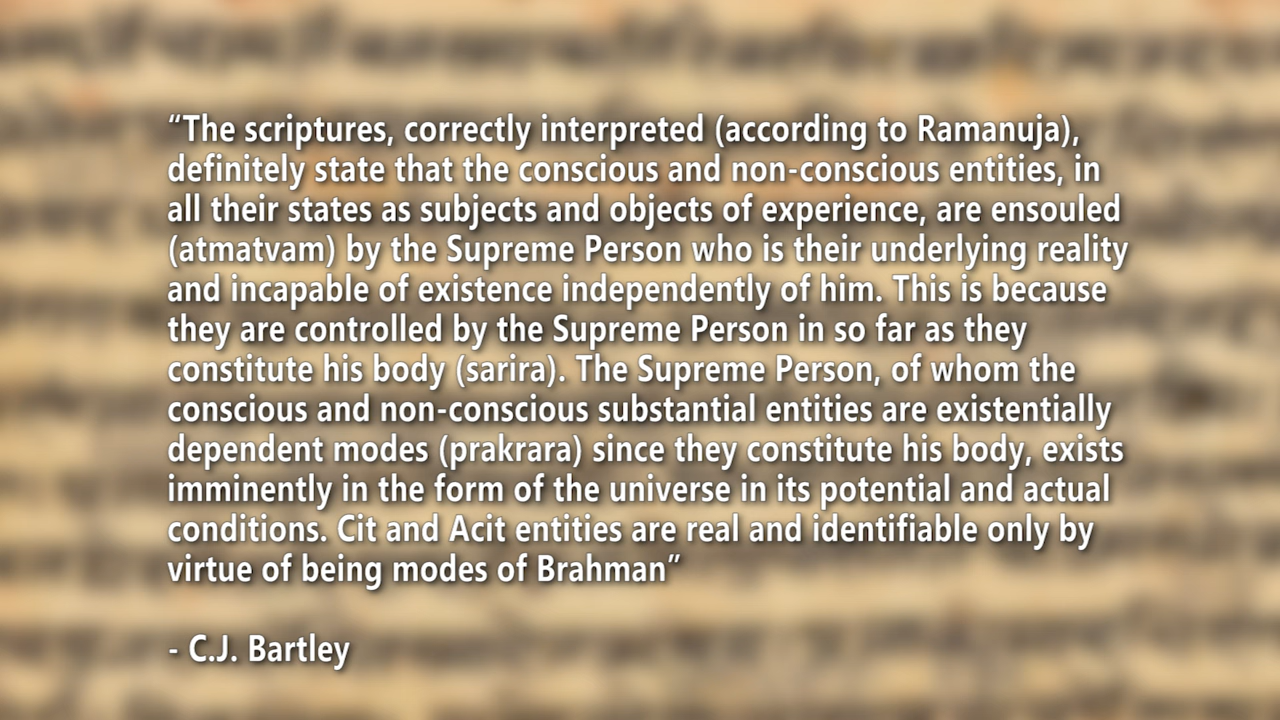 “The scriptures, correctly interpreted (according to Ramanuja),
definitely state that the conscious and non-conscious entities, in
all their states as subjects and objects of experience, are ensouled
(atmatvam) by the Supreme Person who is their underlying reality
and incapable of existence independently of him. This is because
they are controlled by the Supreme Person in so far as they
constitute his body (sarira). The Supreme Person, of whom the
conscious and non-conscious substantial entities are existentially
dependent modes (prakrara) since they constitute his body, exists
imminently in the form of the universe in its potential and actual
conditions. Cit and Acit entities are real and identifiable only by
virtue of being modes of Brahman”
- C.J. Bartley